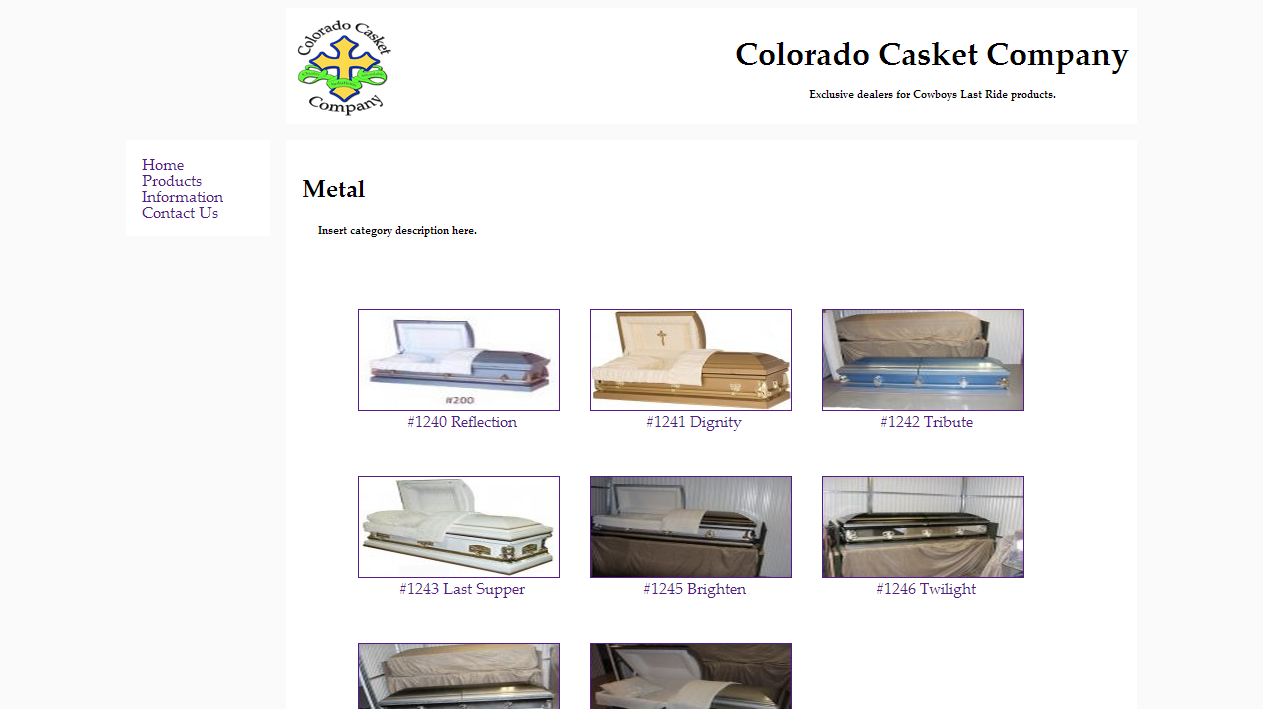 Colorado Casket
Company
Colorado Casket Company
Exclusive dealers for Cowboys Last Ride products.
Home
Products
Information
Contact Us
Metal
Insert category description here.
#200
#1240 Reflection
#1241 Dignity
#1242 Tribute
#1243 Last Supper
#1245 Brighten
#1246 Twilight